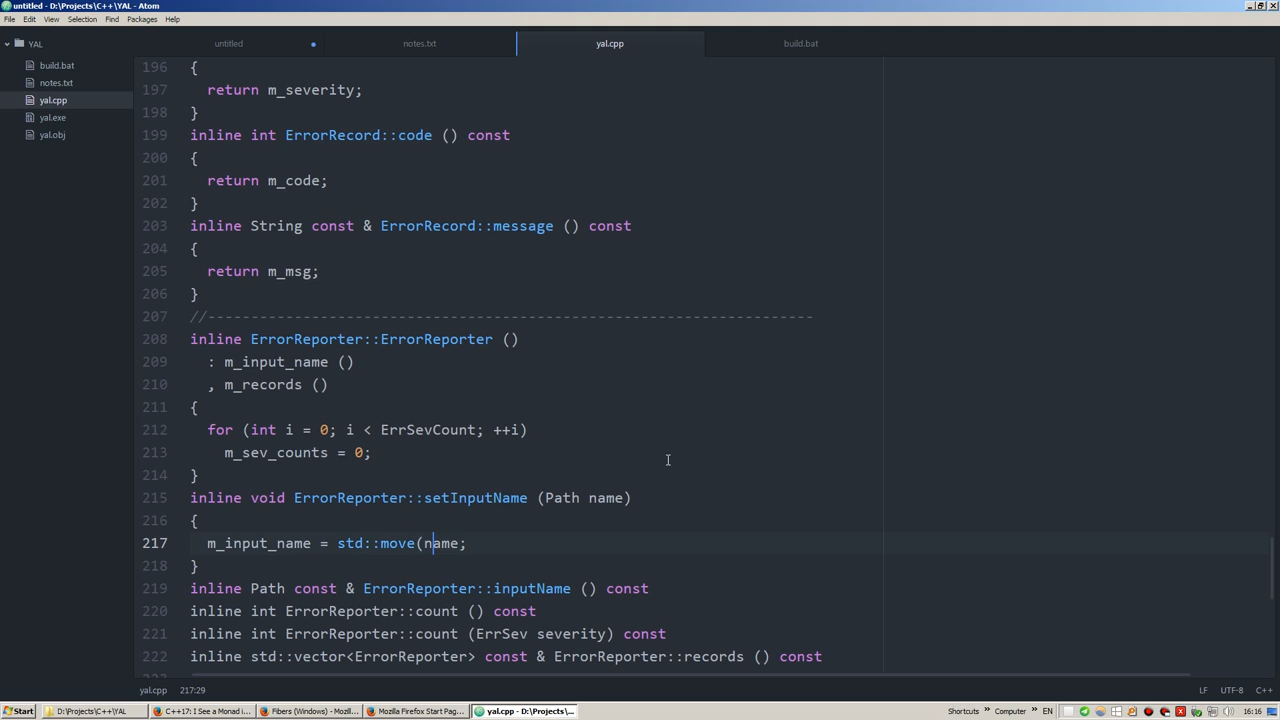 untitled - D:\Projects\C++\YAL - Atom
File Edit View Selection Find Packages Help
YAL
build.bat
notes.txt
yal.cpp
yal.exe
yal.obj
untitled notes.txt yal.cpp build.bat
196 {
197 return m_severity;
198 }
199 inline int ErrorRecord::code () const
200 {
201 return m_code;
202 }
203 inline String const & ErrorRecord::message () const
204 {
205 return m_msg;
206 }
207 //----------------------------------------------------------------------
208 inline ErrorReporter::ErrorReporter ()
209 : m_input_name ()
210 , m_records ()
211 {
212 for (int i = 0; i < ErrSevCount; ++i)
213 m_sev_counts = 0;
214 }
215 inline void ErrorReporter::setInputName (Path name)
216 {
217 m_input_name = std::move(name;
218 }
219 inline Path const & ErrorReporter::inputName () const
220 inline int ErrorReporter::count () const
221 inline int ErrorReporter::count (ErrSev severity) const
222 inline std::vector<ErrorReporter> const & ErrorReporter::records () const
yal.cpp 217:29 LF UTF-8 C++
Start D:\Projects\C++\YAL C++17: I See a Monad i... Fibers (Windows) - Mozil... Mozilla Firefox Start Pag... yal.cpp - D:\Projects\... Shortcuts » Computer » EN 16:16